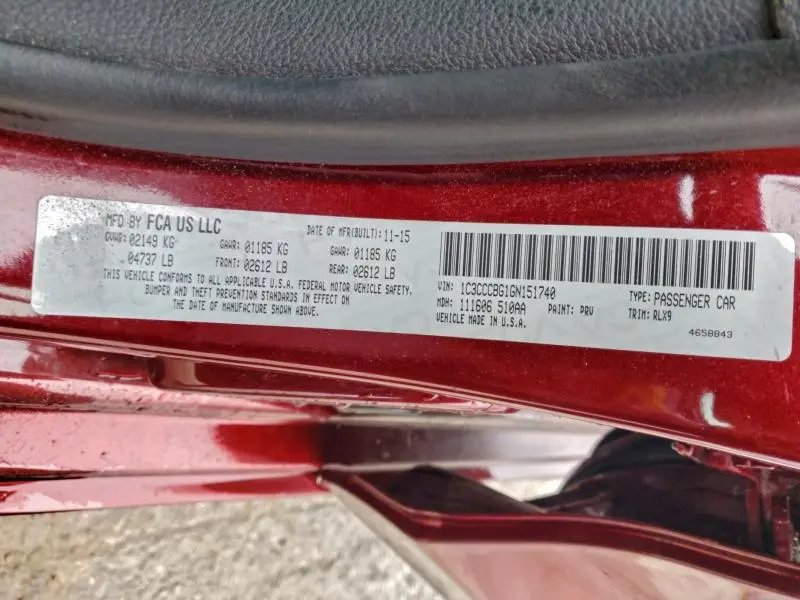 MFD BY FCA US LLC
DATE OF MFR(BUILT): 11-15
GVWR: 02149 KG GAWR: 01185 KG GAWR: 01185 KG
04737 LB FRONT: 02612 LB REAR: 02612 LB
THIS VEHICLE CONFORMS TO ALL APPLICABLE U.S.A. FEDERAL MOTOR VEHICLE SAFETY,
BUMPER AND THEFT PREVENTION STANDARDS IN EFFECT ON
THE DATE OF MANUFACTURE SHOWN ABOVE.
VIN: 1C3CCCBG1GN151740 TYPE: PASSENGER CAR
MDH: 111606 510AA PAINT: PRV TRIM: RLX9
VEHICLE MADE IN U.S.A.
4658843